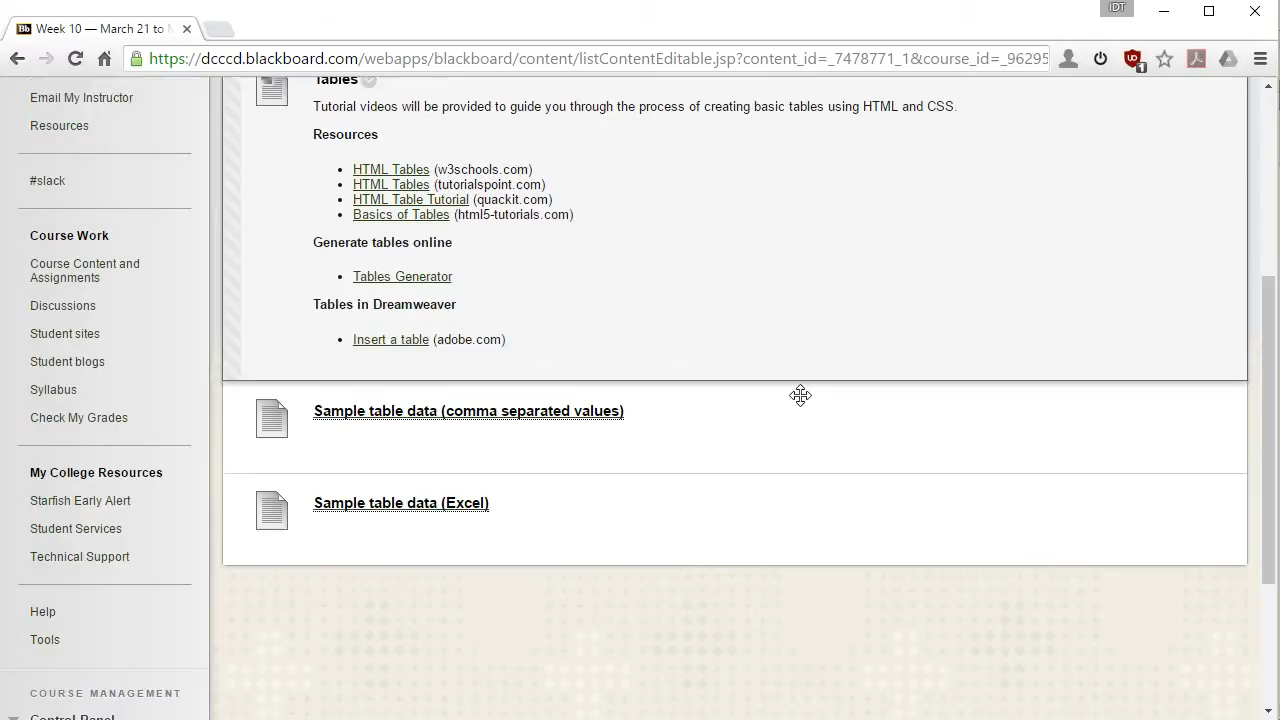 IDT
Bb Week 10 — March 21 to M
https://dcccd.blackboard.com/webapps/blackboard/content/listContentEditable.jsp?content_id=_7478771_1&course_id=_96295
1
Email My Instructor
Resources
#slack
Course Work
Course Content and
Assignments
Discussions
Student sites
Student blogs
Syllabus
Check My Grades
My College Resources
Starfish Early Alert
Student Services
Technical Support
Help
Tools
COURSE MANAGEMENT
Control Panel
Tables
Tutorial videos will be provided to guide you through the process of creating basic tables using HTML and CSS.
Resources
HTML Tables (w3schools.com)
HTML Tables (tutorialspoint.com)
HTML Table Tutorial (quackit.com)
Basics of Tables (html5-tutorials.com)
Generate tables online
Tables Generator
Tables in Dreamweaver
Insert a table (adobe.com)
Sample table data (comma separated values)
Sample table data (Excel)